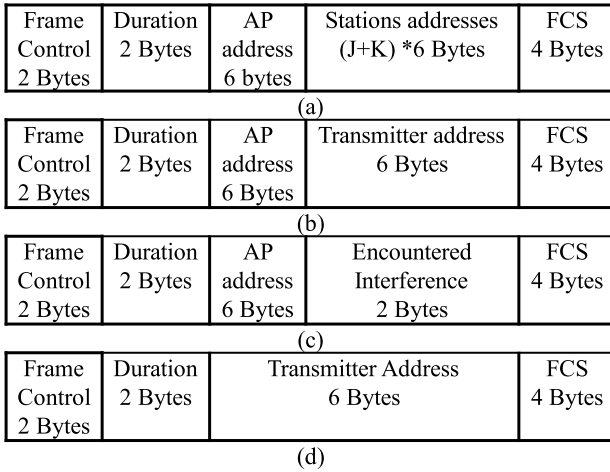 Frame Duration AP Stations addresses FCS
Control 2 Bytes address (J+K) *6 Bytes 4 Bytes
2 Bytes 6 bytes
(a)
Frame Duration AP Transmitter address FCS
Control 2 Bytes address 6 Bytes 4 Bytes
2 Bytes 6 Bytes
(b)
Frame Duration AP Encountered FCS
Control 2 Bytes address Interference 4 Bytes
2 Bytes 6 Bytes 2 Bytes
(c)
Frame Duration Transmitter Address FCS
Control 2 Bytes 6 Bytes 4 Bytes
2 Bytes
(d)